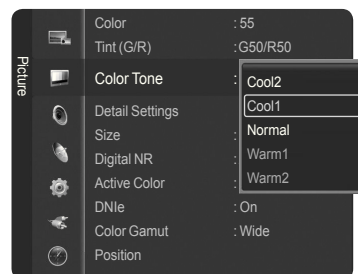 Picture
Color : 55
Tint (G/R) : G50/R50
Color Tone :
Cool2
Cool1
Normal
Warm1
Warm2
Detail Settings
Size :
Digital NR :
Active Color :
DNIe : On
Color Gamut : Wide
Position